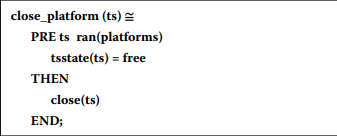 close_platform (ts) ≅
PRE ts ran(platforms)
tsstate(ts) = free
THEN
close(ts)
END;